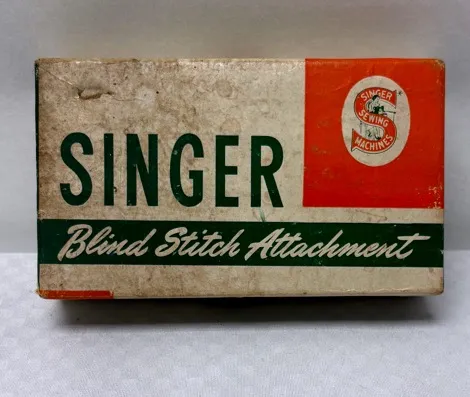 SINGER
SEWING
MACHINES
SINGER
Blind Stitch Attachment